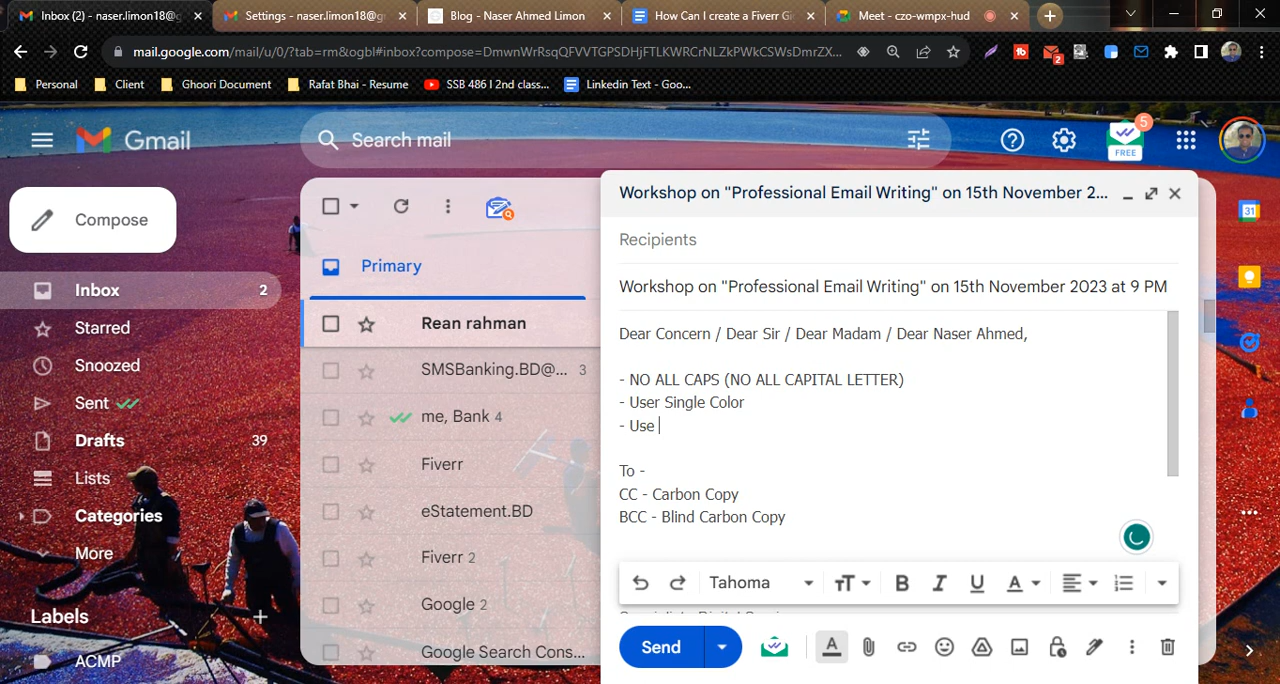 Inbox (2) - naser.limon18@g
Settings - naser.limon18@g
Blog - Naser Ahmed Limon
How Can I create a Fiverr Gi
Meet - czo-wmpx-hud
mail.google.com/mail/u/0/?tab=rm&ogbl#inbox?compose=DmwnWrRsqQFVVTGPSDHjFTLKWRCrNLZkPWkCSWsDmrZX...
2
Personal
Client
Ghoori Document
Rafat Bhai - Resume
SSB 486 l 2nd class...
Linkedin Text - Goo...
Gmail
Search mail
5
FREE
Compose
Inbox 2
Starred
Snoozed
Sent
Drafts 39
Lists
Categories
More
Labels
ACMP
Primary
Rean rahman
SMSBanking.BD@... 3
me, Bank 4
Fiverr
eStatement.BD
Fiverr 2
Google 2
Google Search Cons...
Workshop on "Professional Email Writing" on 15th November 2...
Recipients
Workshop on "Professional Email Writing" on 15th November 2023 at 9 PM
Dear Concern / Dear Sir / Dear Madam / Dear Naser Ahmed,
- NO ALL CAPS (NO ALL CAPITAL LETTER)
- User Single Color
- Use
To -
CC - Carbon Copy
BCC - Blind Carbon Copy
Tahoma
Send
31